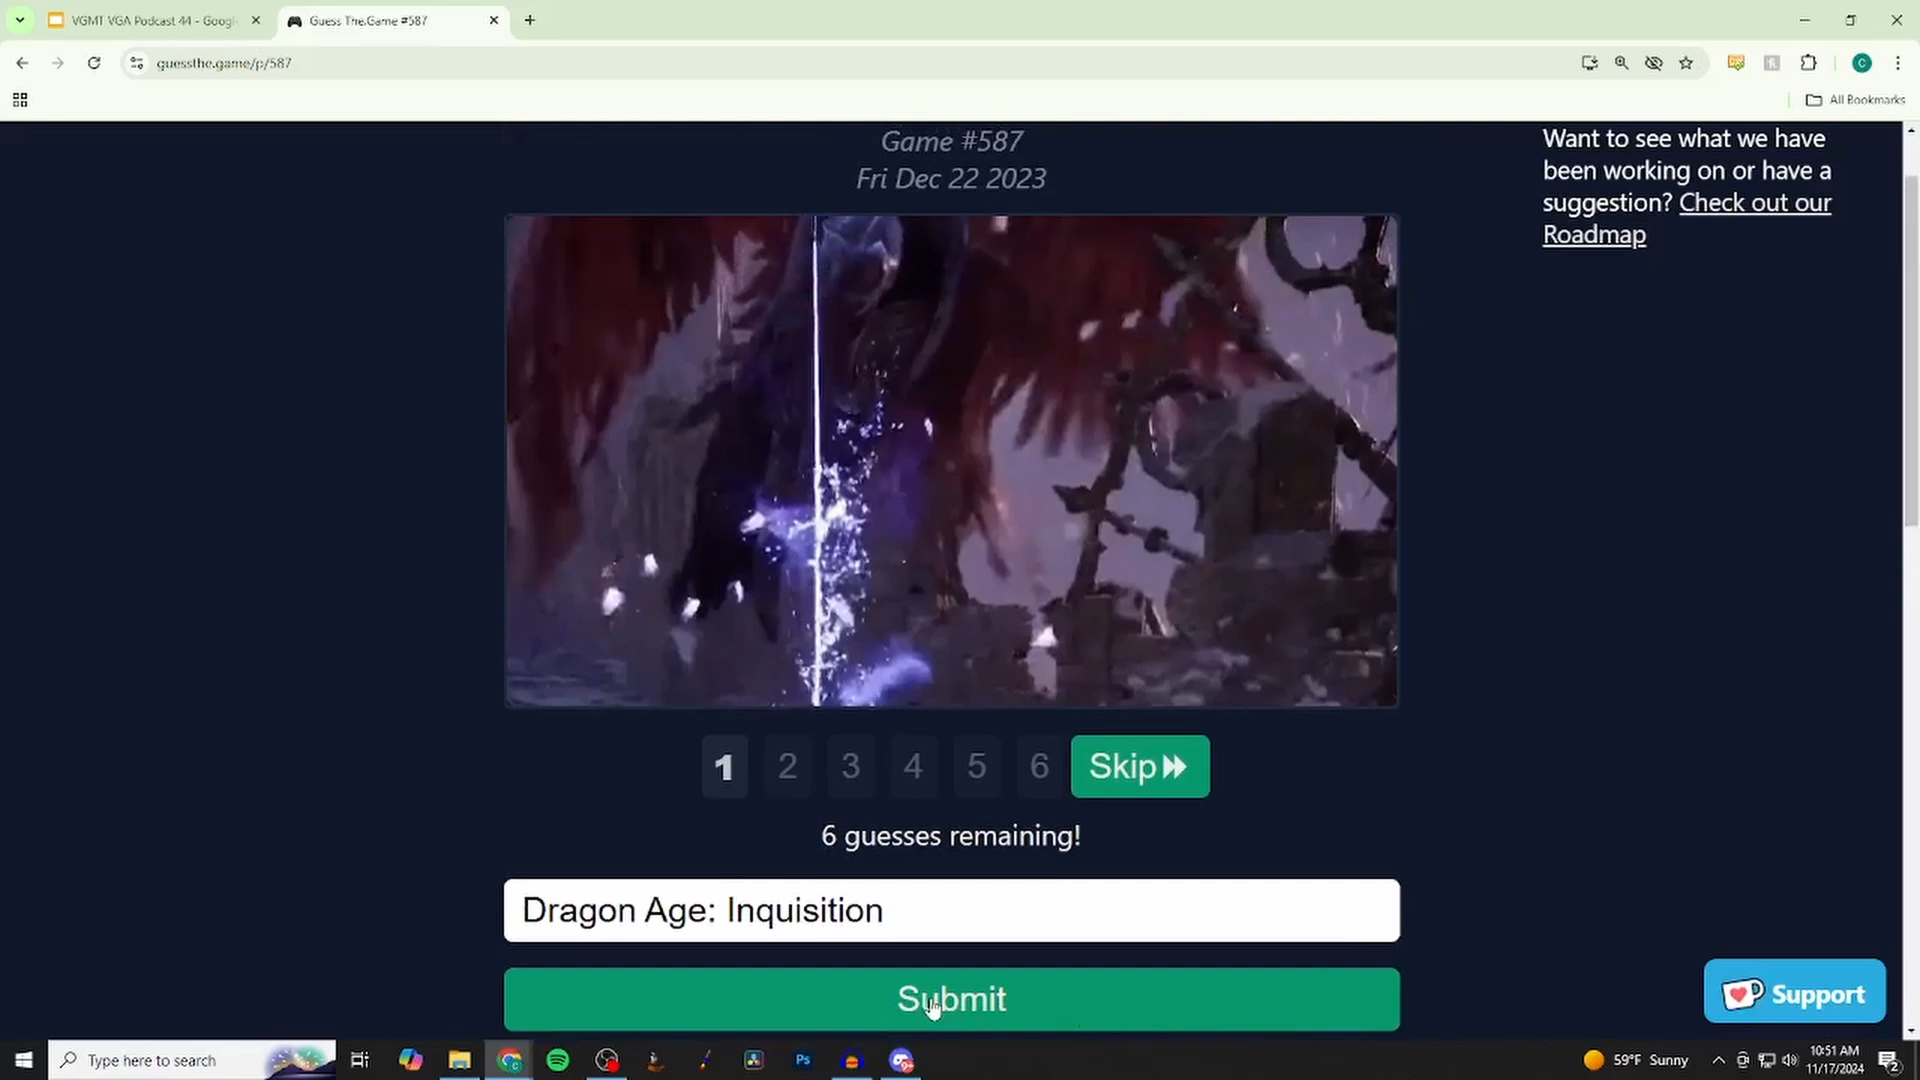 VGMT VGA Podcast 44 - Googl
Guess The.Game #587
guessthe.game/p/587
All Bookmarks
Game #587
Fri Dec 22 2023
Want to see what we have
been working on or have a
suggestion? Check out our
Roadmap
1 2 3 4 5 6 Skip
6 guesses remaining!
Dragon Age: Inquisition
Submit
Support
Type here to search
Ps
59°F Sunny
10:51 AM
11/17/2024
2